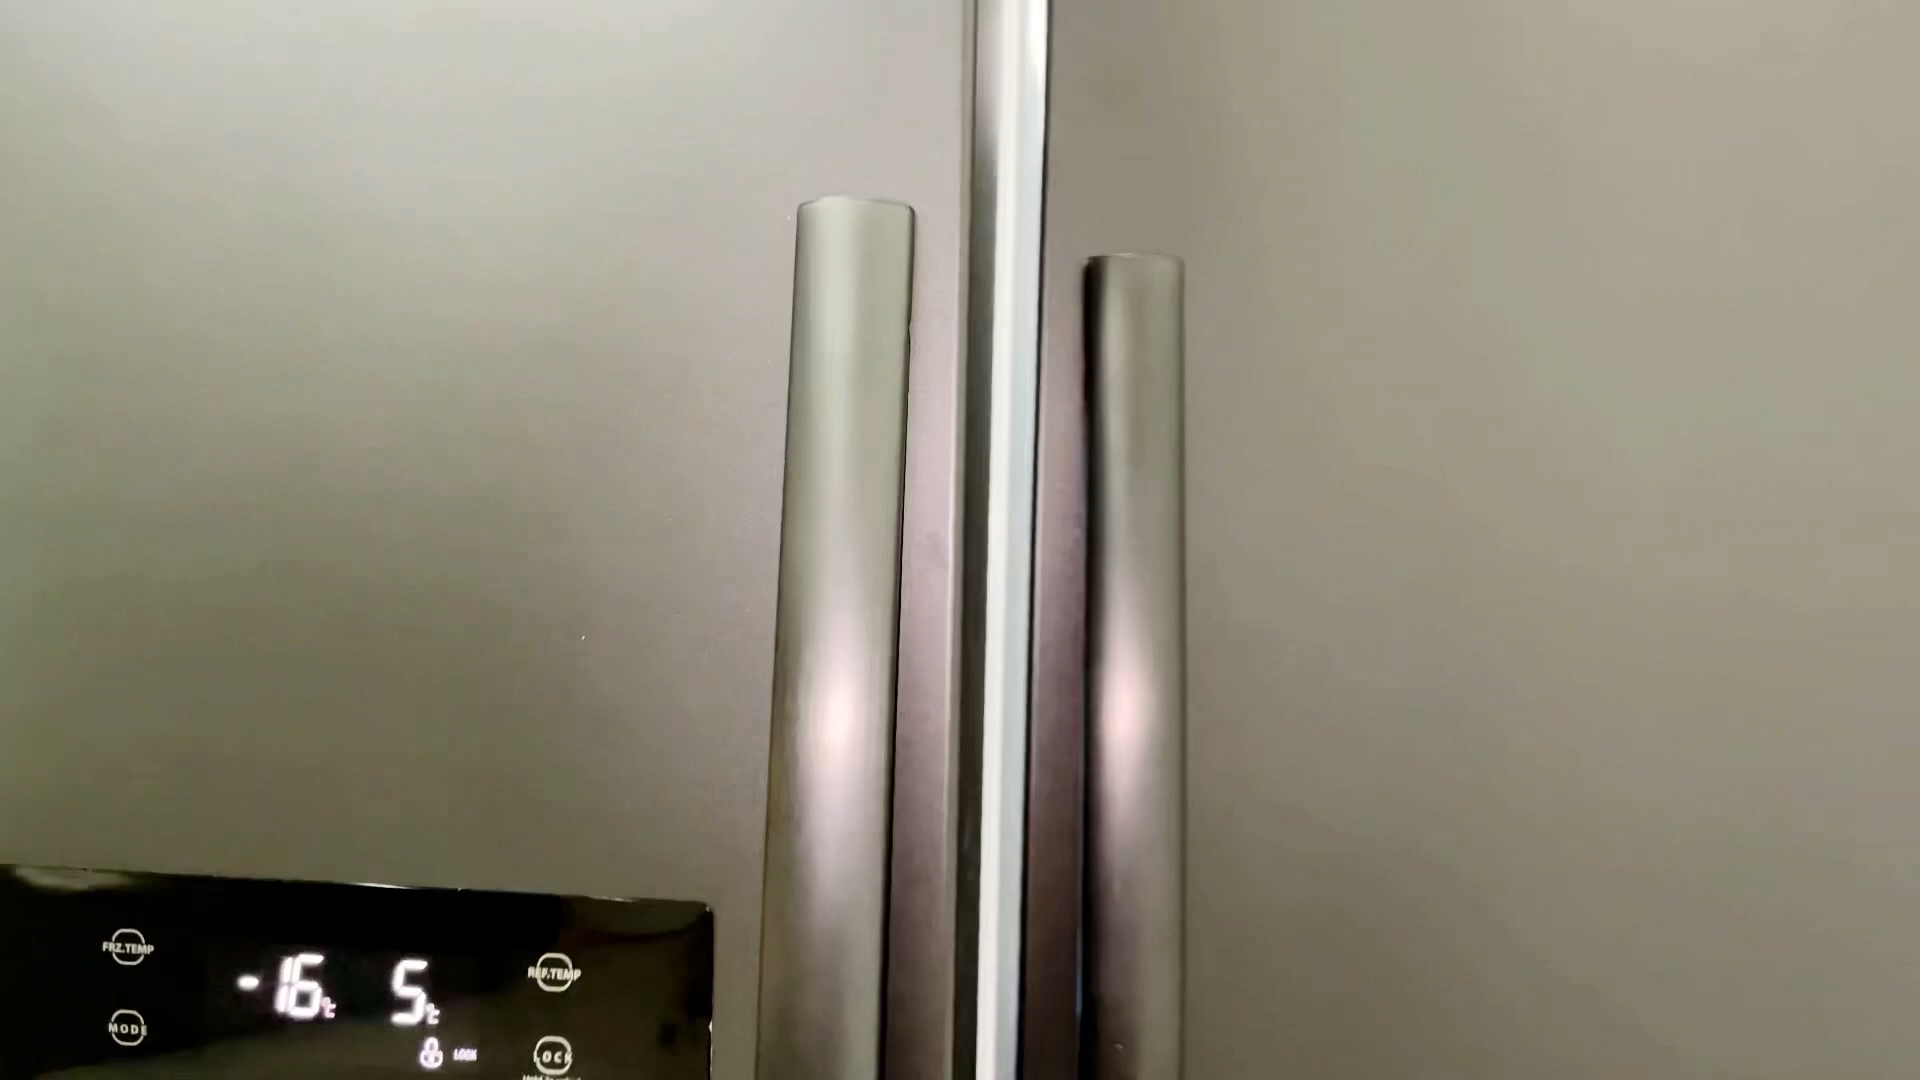 FRZ.TEMP
-16°C 5°C
REF.TEMP
MODE
LOCK
LOCK